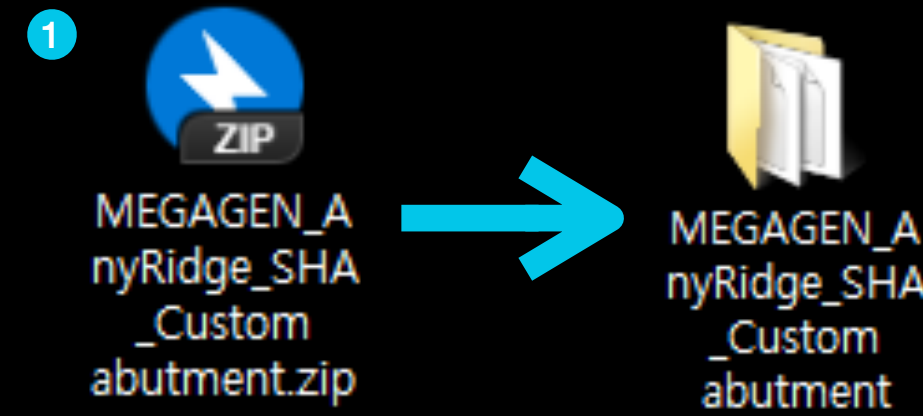 1
ZIP
MEGAGEN_A
nyRidge_SHA
_Custom
abutment.zip
MEGAGEN_A
nyRidge_SHA
_Custom
abutment